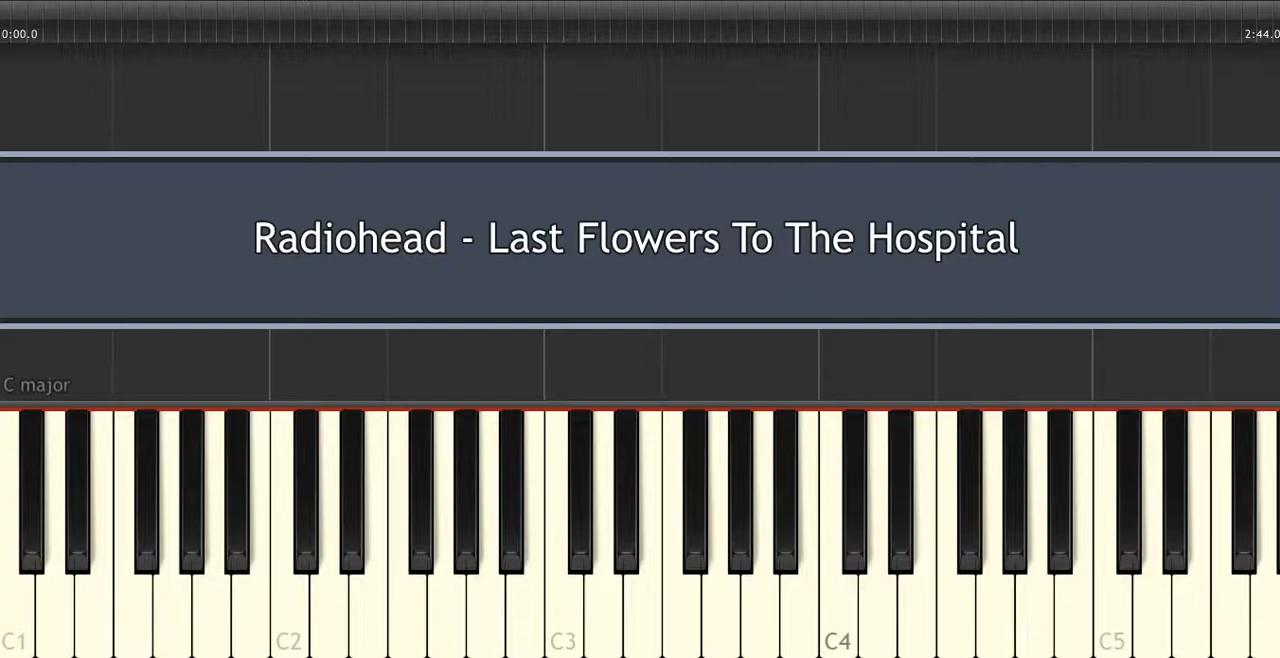 0:00.0 2:44.0
Radiohead - Last Flowers To The Hospital
C major
C1 C2 C3 C4 C5